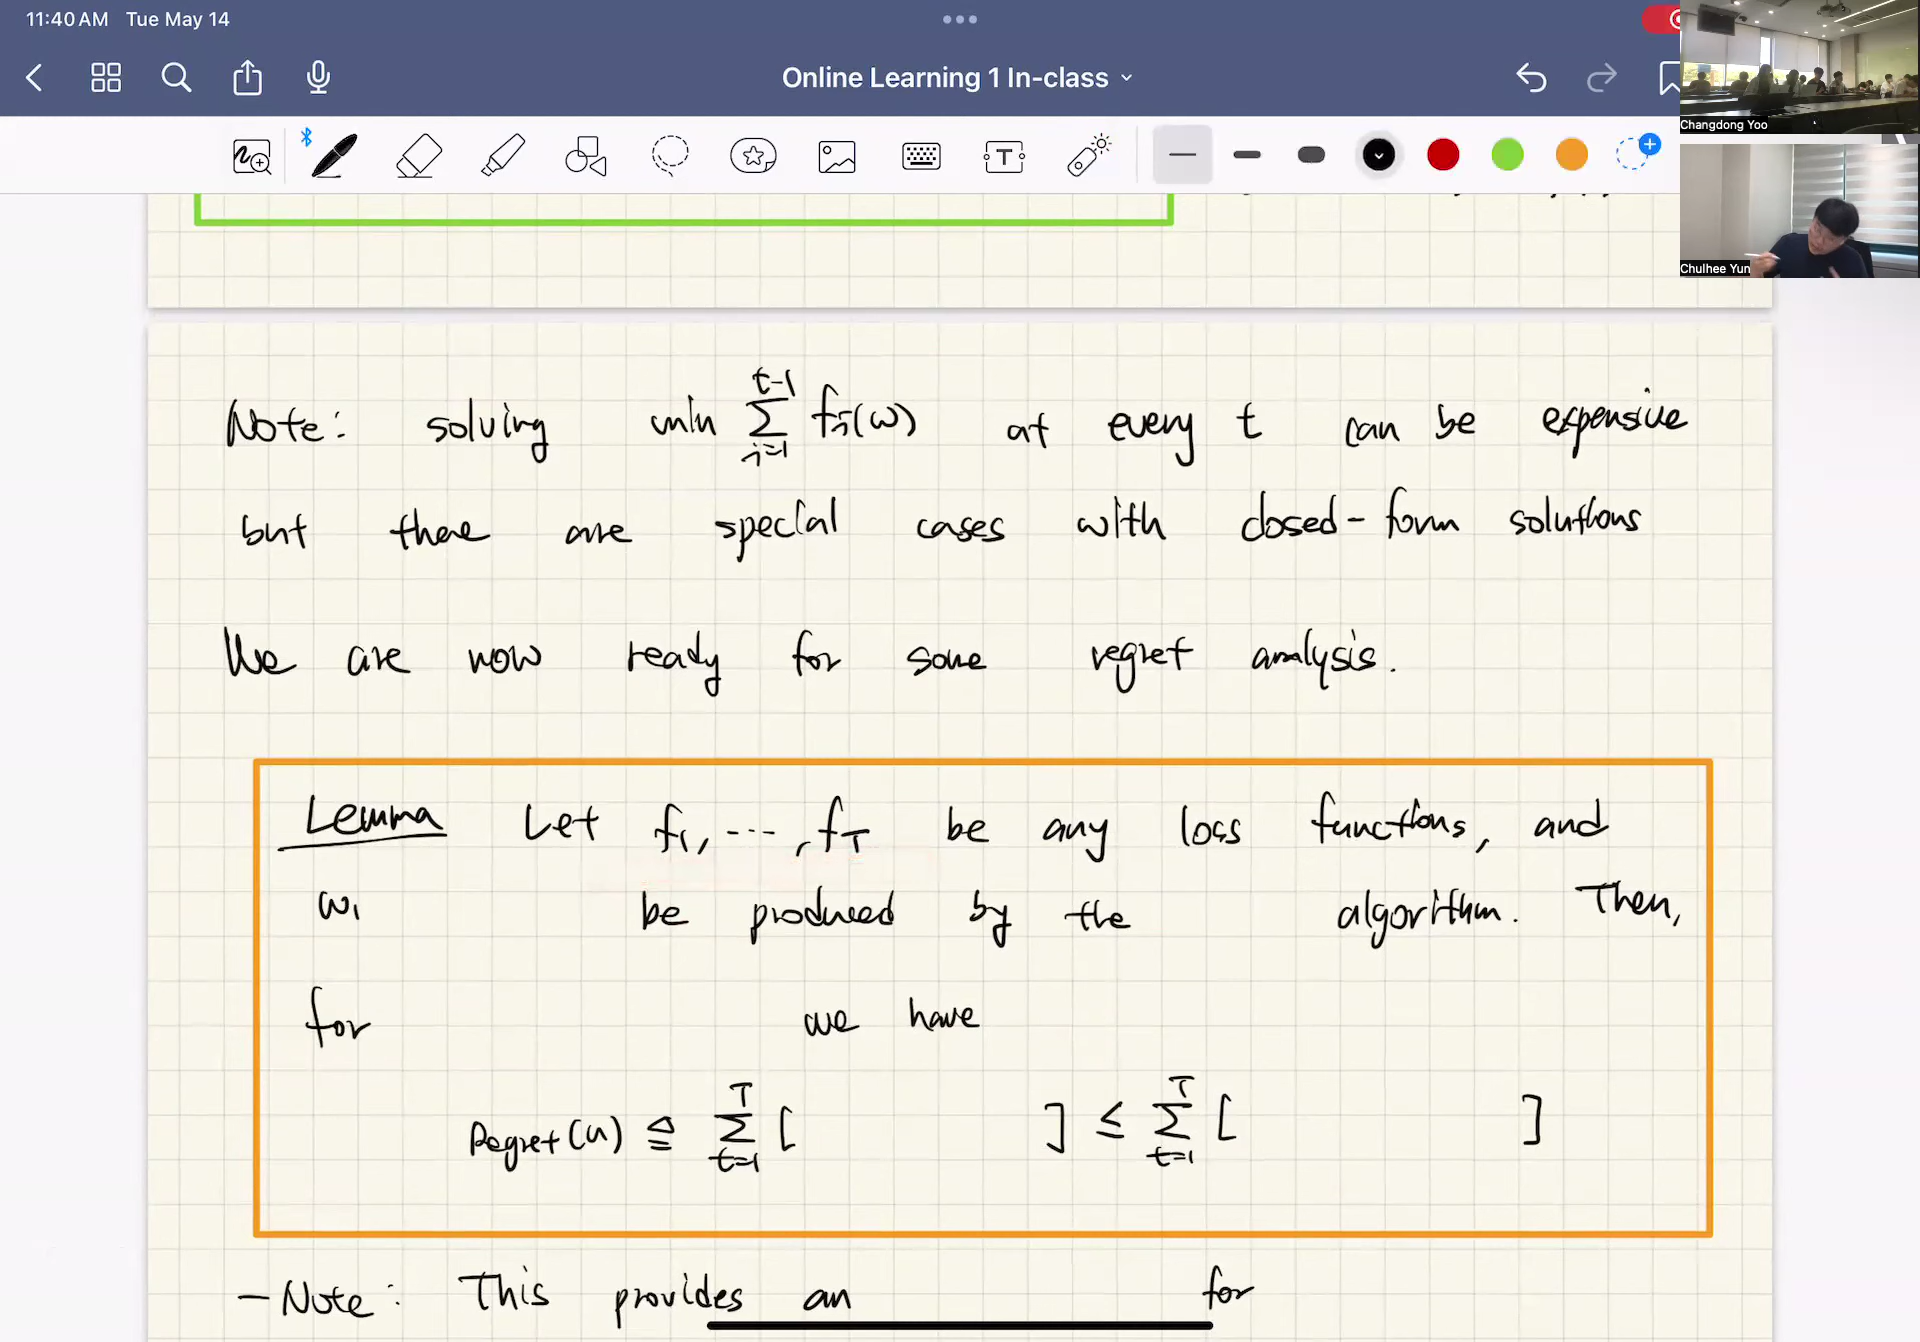 11:40 AM Tue May 14
Online Learning 1 In-class
Changdong Yoo
Chulhee Yun
Note: solving min Σ_{i=1}^{t-1} f_i(w) at every t can be expensive
but there are special cases with closed-form solutions
We are now ready for some regret analysis.
Lemma Let f_1, ---, f_T be any loss functions, and
w_1 be produced by the algorithm. Then,
for we have
Regret(u) ≜ Σ_{t=1}^{T} [ ] ≤ Σ_{t=1}^{T} [ ]
- Note: This provides an for